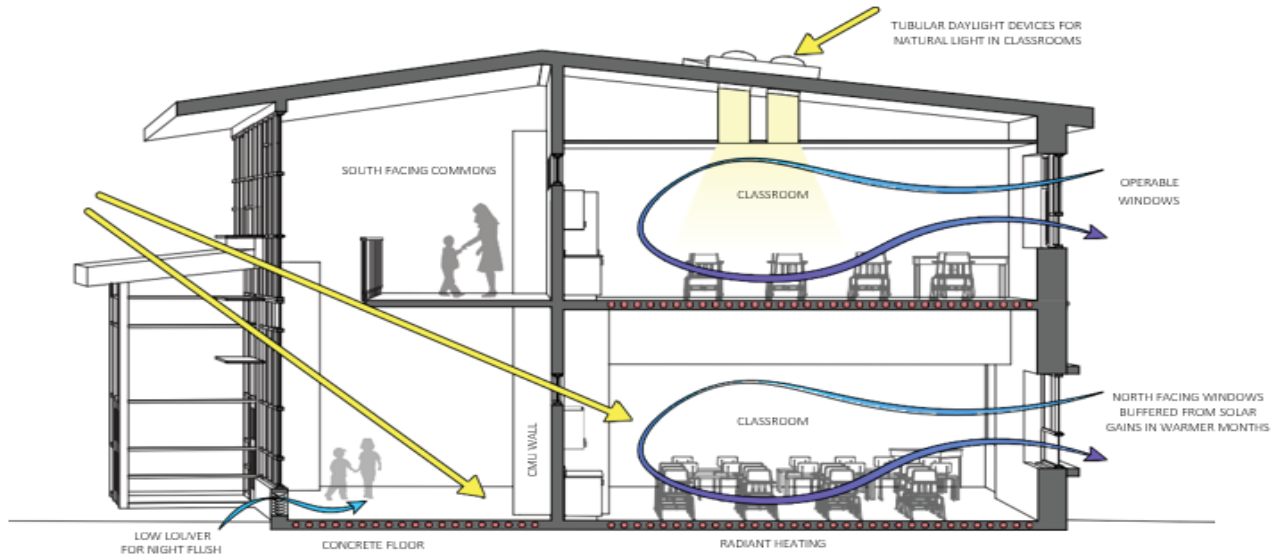 TUBULAR DAYLIGHT DEVICES FOR
NATURAL LIGHT IN CLASSROOMS
SOUTH FACING COMMONS
CLASSROOM
OPERABLE
WINDOWS
CLASSROOM
NORTH FACING WINDOWS
BUFFERED FROM SOLAR
GAINS IN WARMER MONTHS
CMU WALL
LOW LOUVER
FOR NIGHT FLUSH
CONCRETE FLOOR
RADIANT HEATING